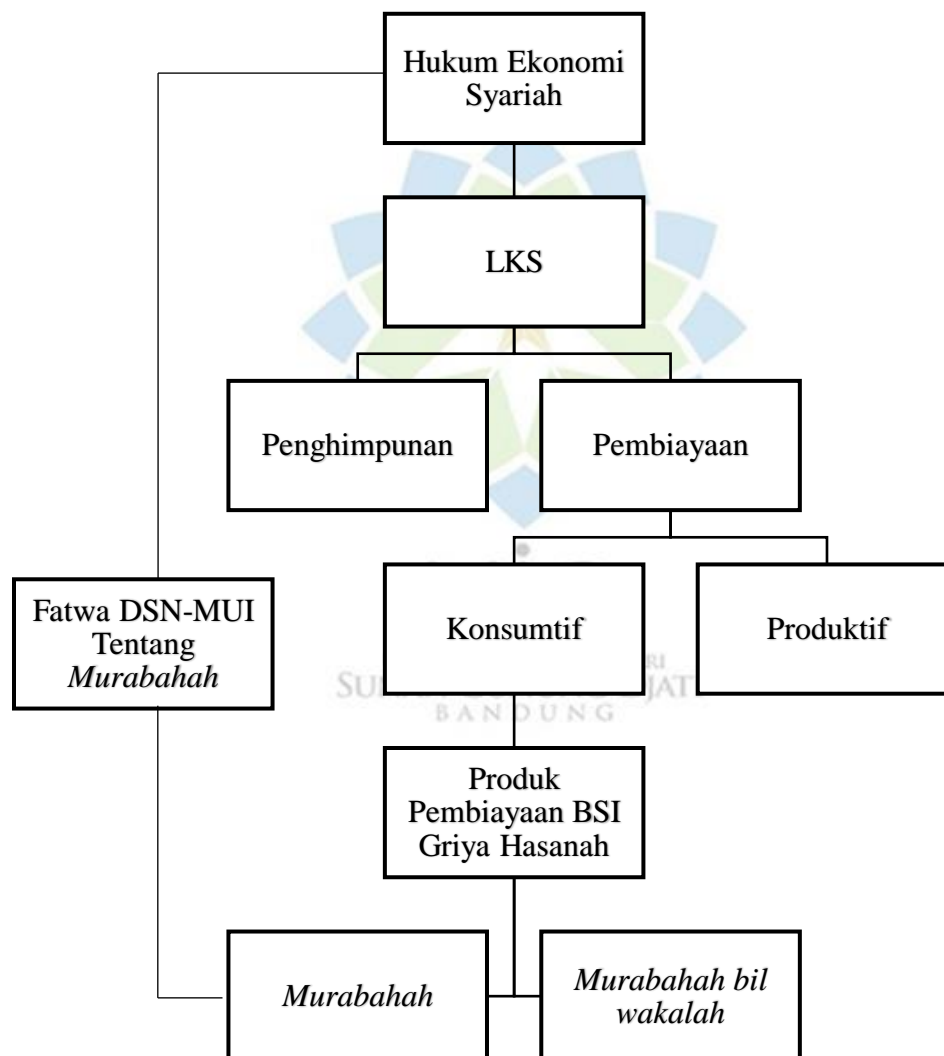 Hukum Ekonomi
Syariah
LKS
Penghimpunan
Pembiayaan
Fatwa DSN-MUI
Tentang
Murabahah
Konsumtif
Produktif
BANDUNG
Produk
Pembiayaan BSI
Griya Hasanah
Murabahah
Murabahah bil
wakalah